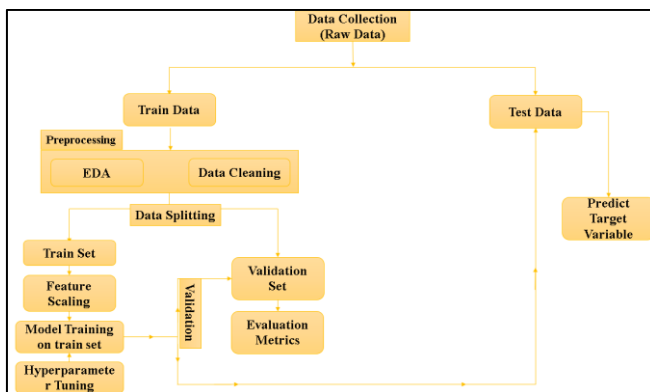 Data Collection
(Raw Data)
Train Data
Test Data
Preprocessing
EDA
Data Cleaning
Predict
Target
Variable
Data Splitting
Train Set
Validation
Set
Feature
Scaling
Validation
Evaluation
Metrics
Model Training
on train set
Hyperparamete
r Tuning